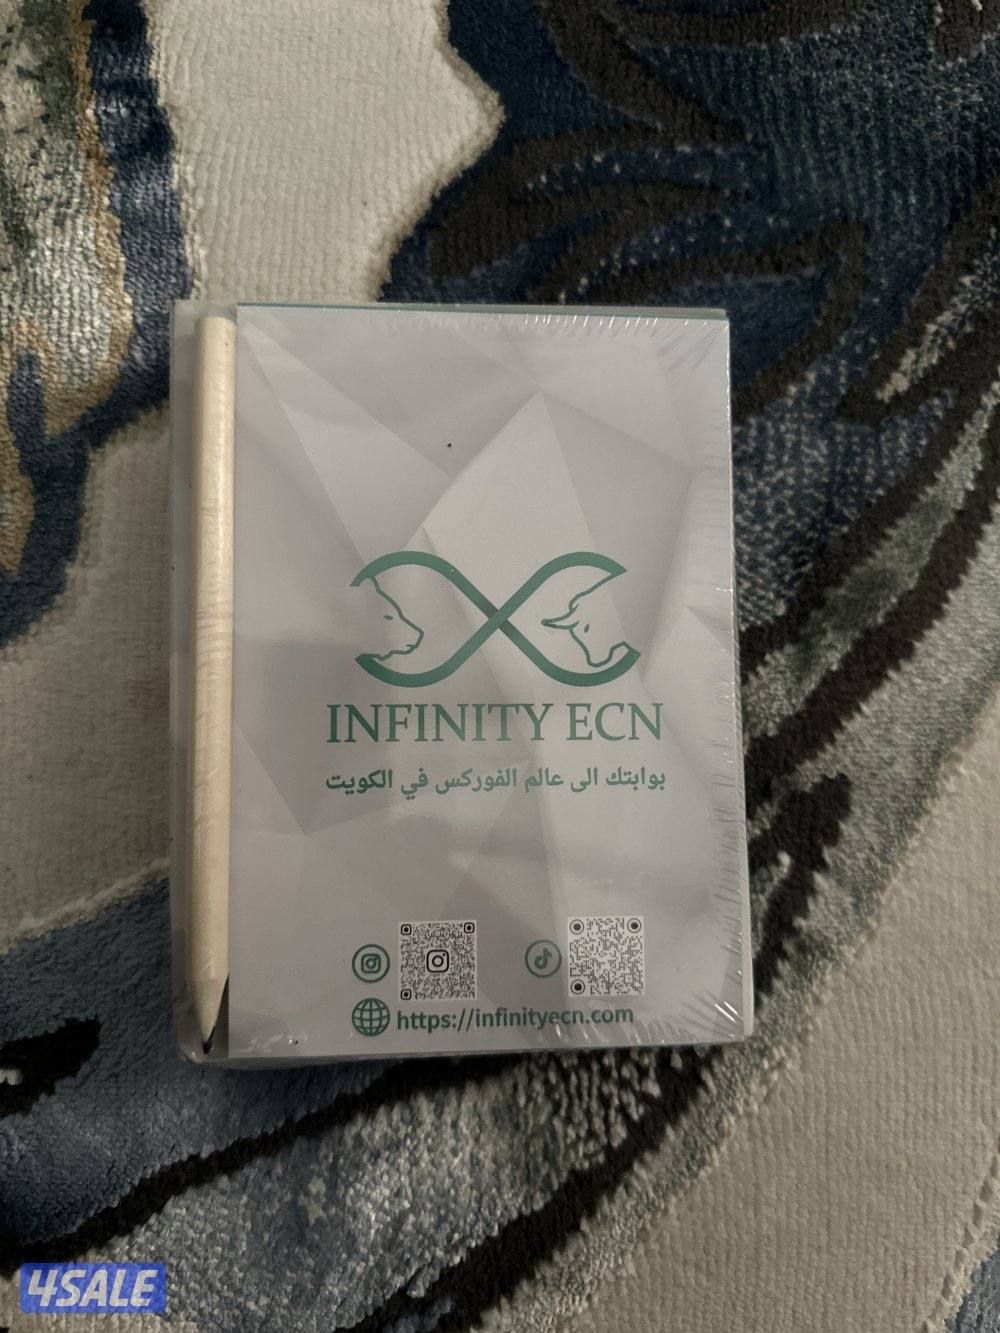 INFINITY ECN
بوابتك الى عالم الفوركس في الكويت
https://infinityecn.com
4SALE